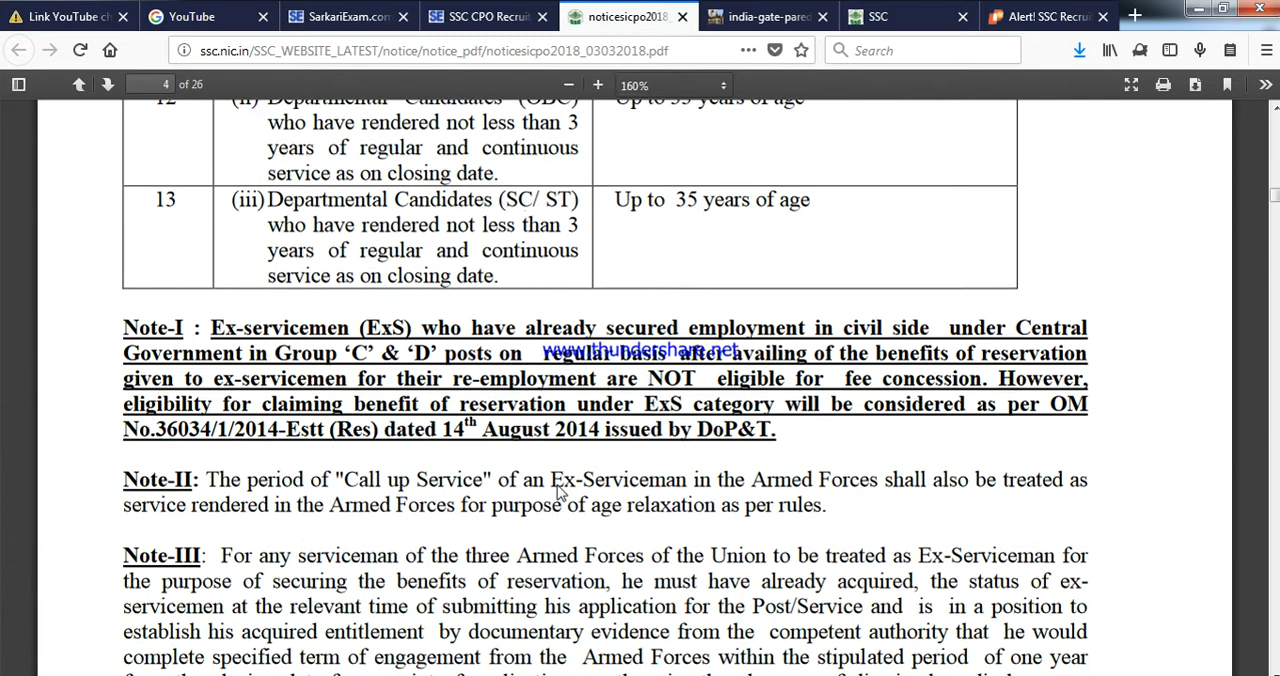 Link YouTube ch
YouTube
SarkariExam.com
SSC CPO Recruit
noticesicpo2018_
india-gate-pared
SSC
Alert! SSC Recru
ssc.nic.in/SSC_WEBSITE_LATEST/notice/notice_pdf/noticesicpo2018_03032018.pdf
Search
4 of 26
160%
12 (ii) Departmental Candidates (OBC) Up to 35 years of age
who have rendered not less than 3
years of regular and continuous
service as on closing date.
13 (iii) Departmental Candidates (SC/ ST) Up to 35 years of age
who have rendered not less than 3
years of regular and continuous
service as on closing date.
Note-I : Ex-servicemen (ExS) who have already secured employment in civil side under Central
Government in Group ‘C’ & ‘D’ posts on regular basis after availing of the benefits of reservation
www.thundershare.net
given to ex-servicemen for their re-employment are NOT eligible for fee concession. However,
eligibility for claiming benefit of reservation under ExS category will be considered as per OM
No.36034/1/2014-Estt (Res) dated 14th August 2014 issued by DoP&T.
Note-II: The period of "Call up Service" of an Ex-Serviceman in the Armed Forces shall also be treated as
service rendered in the Armed Forces for purpose of age relaxation as per rules.
Note-III: For any serviceman of the three Armed Forces of the Union to be treated as Ex-Serviceman for
the purpose of securing the benefits of reservation, he must have already acquired, the status of ex-
servicemen at the relevant time of submitting his application for the Post/Service and is in a position to
establish his acquired entitlement by documentary evidence from the competent authority that he would
complete specified term of engagement from the Armed Forces within the stipulated period of one year